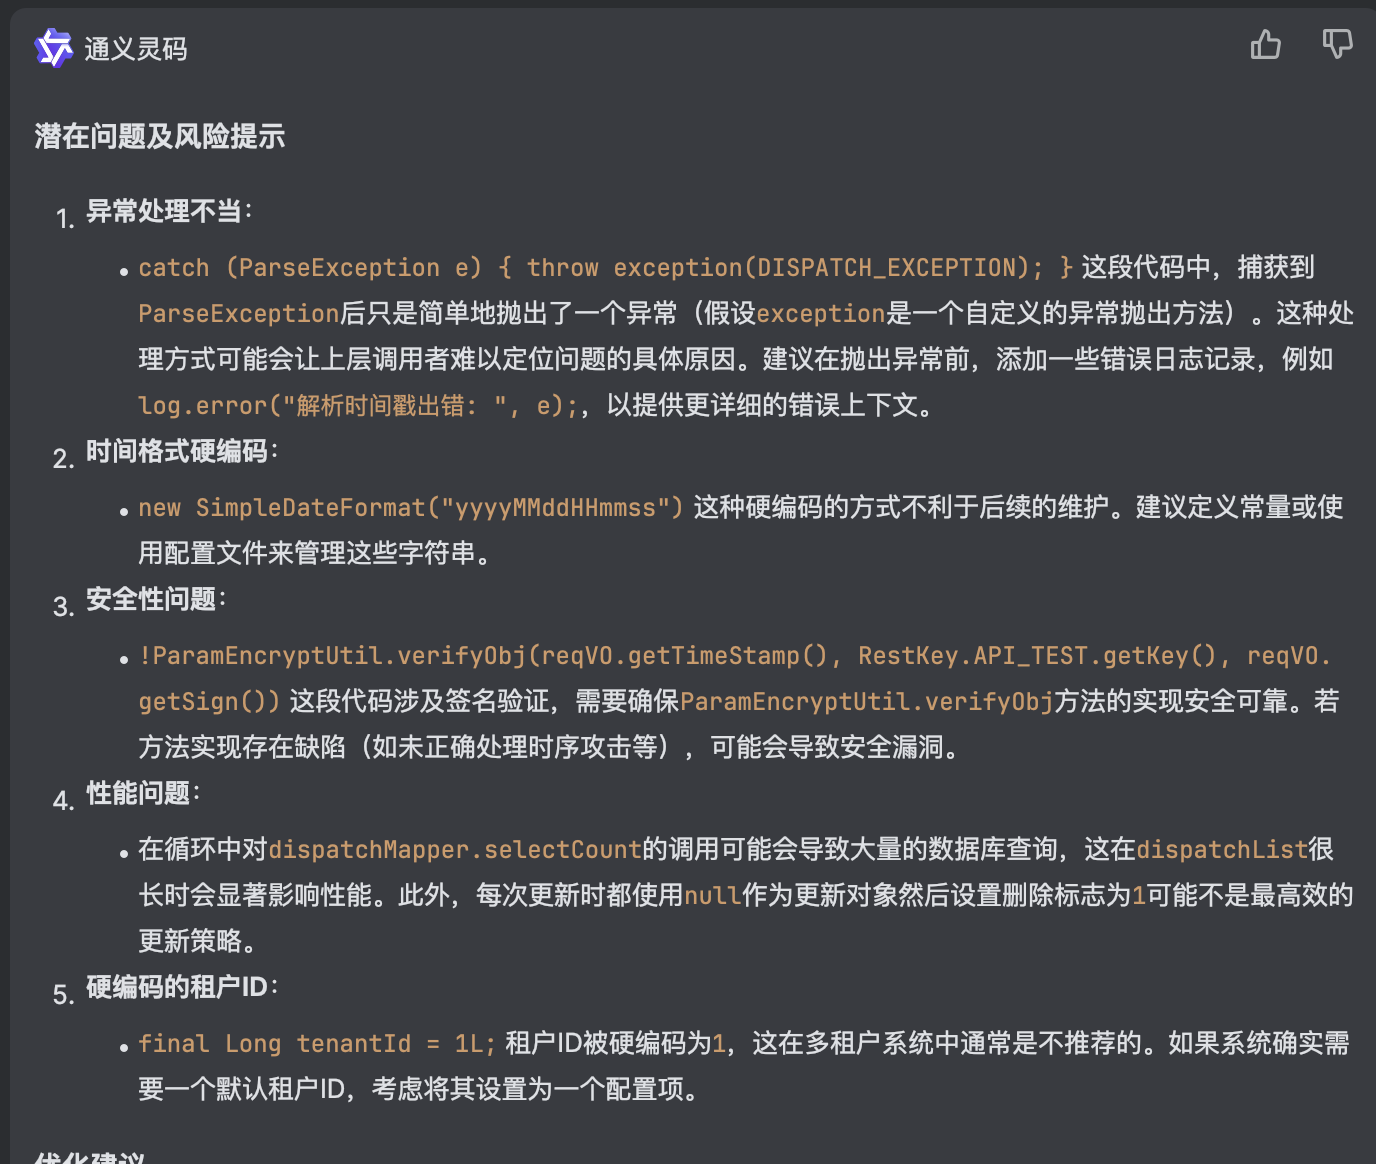 通义灵码
潜在问题及风险提示
1. 异常处理不当：
• catch (ParseException e) { throw exception(DISPATCH_EXCEPTION); } 这段代码中，捕获到
ParseException后只是简单地抛出了一个异常（假设exception是一个自定义的异常抛出方法）。这种处
理方式可能会让上层调用者难以定位问题的具体原因。建议在抛出异常前，添加一些错误日志记录，例如
log.error("解析时间戳出错: ", e);，以提供更详细的错误上下文。
2. 时间格式硬编码：
• new SimpleDateFormat("yyyyMMddHHmmss") 这种硬编码的方式不利于后续的维护。建议定义常量或使
用配置文件来管理这些字符串。
3. 安全性问题：
• !ParamEncryptUtil.verifyObj(reqVO.getTimeStamp(), RestKey.API_TEST.getKey(), reqVO.
getSign()) 这段代码涉及签名验证，需要确保ParamEncryptUtil.verifyObj方法的实现安全可靠。若
方法实现存在缺陷（如未正确处理时序攻击等），可能会导致安全漏洞。
4. 性能问题：
• 在循环中对dispatchMapper.selectCount的调用可能会导致大量的数据库查询，这在dispatchList很
长时会显著影响性能。此外，每次更新时都使用null作为更新对象然后设置删除标志为1可能不是最高效的
更新策略。
5. 硬编码的租户ID：
• final Long tenantId = 1L; 租户ID被硬编码为1，这在多租户系统中通常是不推荐的。如果系统确实需
要一个默认租户ID，考虑将其设置为一个配置项。
优化建议